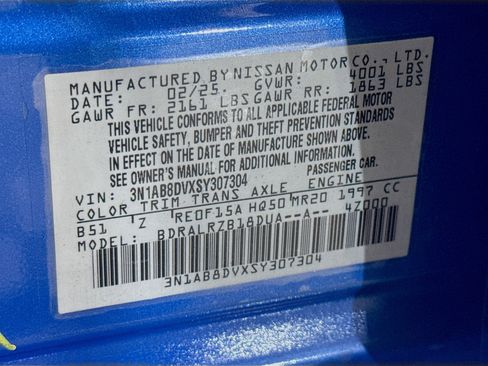 MANUFACTURED BY NISSAN MOTOR CO., LTD.
DATE: 02/25. GVWR: 4001 LBS
GAWR FR: 2161 LBS GAWR RR: 1863 LBS
THIS VEHICLE CONFORMS TO ALL APPLICABLE FEDERAL MOTOR
VEHICLE SAFETY, BUMPER AND THEFT PREVENTION STANDARDS
IN EFFECT ON THE DATE OF MANUFACTURE SHOWN ABOVE.
SEE OWNER'S MANUAL FOR ADDITIONAL INFORMATION.
VIN: 3N1AB8DVXSY307304 PASSENGER CAR.
COLOR TRIM TRANS AXLE ENGINE
B51 Z RE0F15A HQ50 MR20 1997 CC
MODEL: BDRALRZB18DUA--A-- 4Z000
3N1AB8DVXSY307304